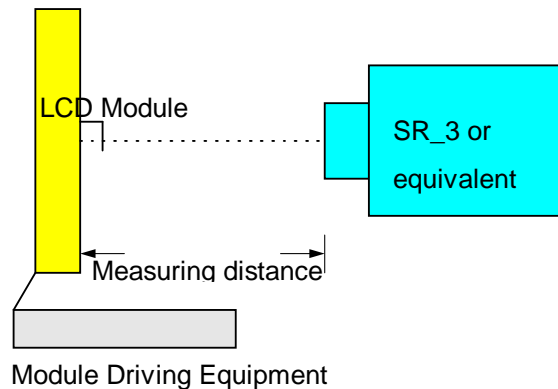 LCD Module
SR_3 or
equivalent
Measuring distance
Module Driving Equipment